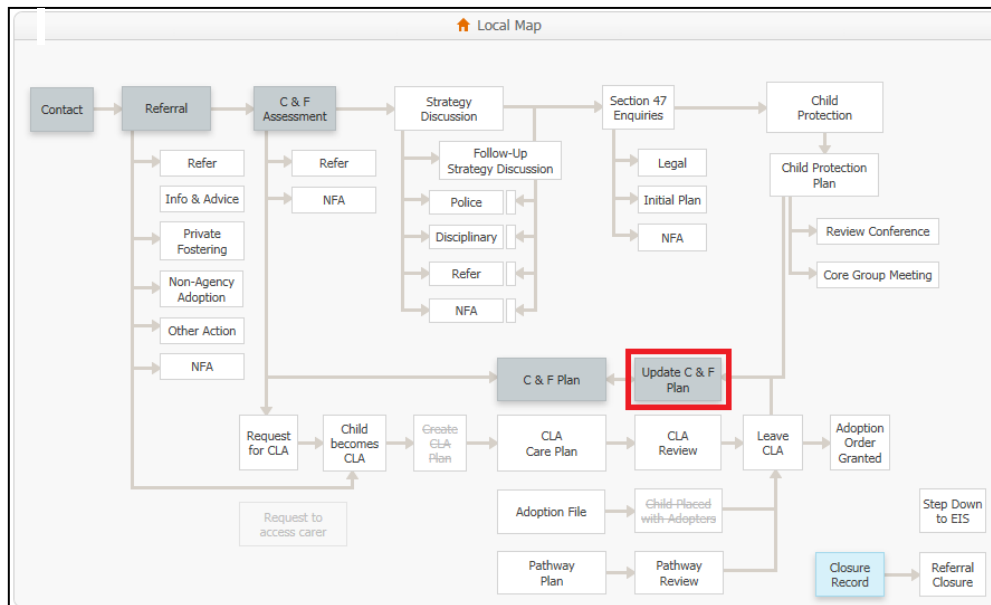 Local Map
Contact
Referral
C & F
Assessment
Strategy
Discussion
Section 47
Enquiries
Child
Protection
Refer
Info & Advice
Private
Fostering
Non-Agency
Adoption
Other Action
NFA
Refer
NFA
Follow-Up
Strategy Discussion
Police
Disciplinary
Refer
NFA
Legal
Initial Plan
NFA
Child Protection
Plan
Review Conference
Core Group Meeting
C & F Plan
Update C & F
Plan
Request
for CLA
Child
becomes
CLA
Create
CLA
Plan
CLA
Care Plan
CLA
Review
Leave
CLA
Adoption
Order
Granted
Request to
access carer
Adoption File
Child Placed
with Adopters
Step Down
to EIS
Pathway
Plan
Pathway
Review
Closure
Record
Referral
Closure